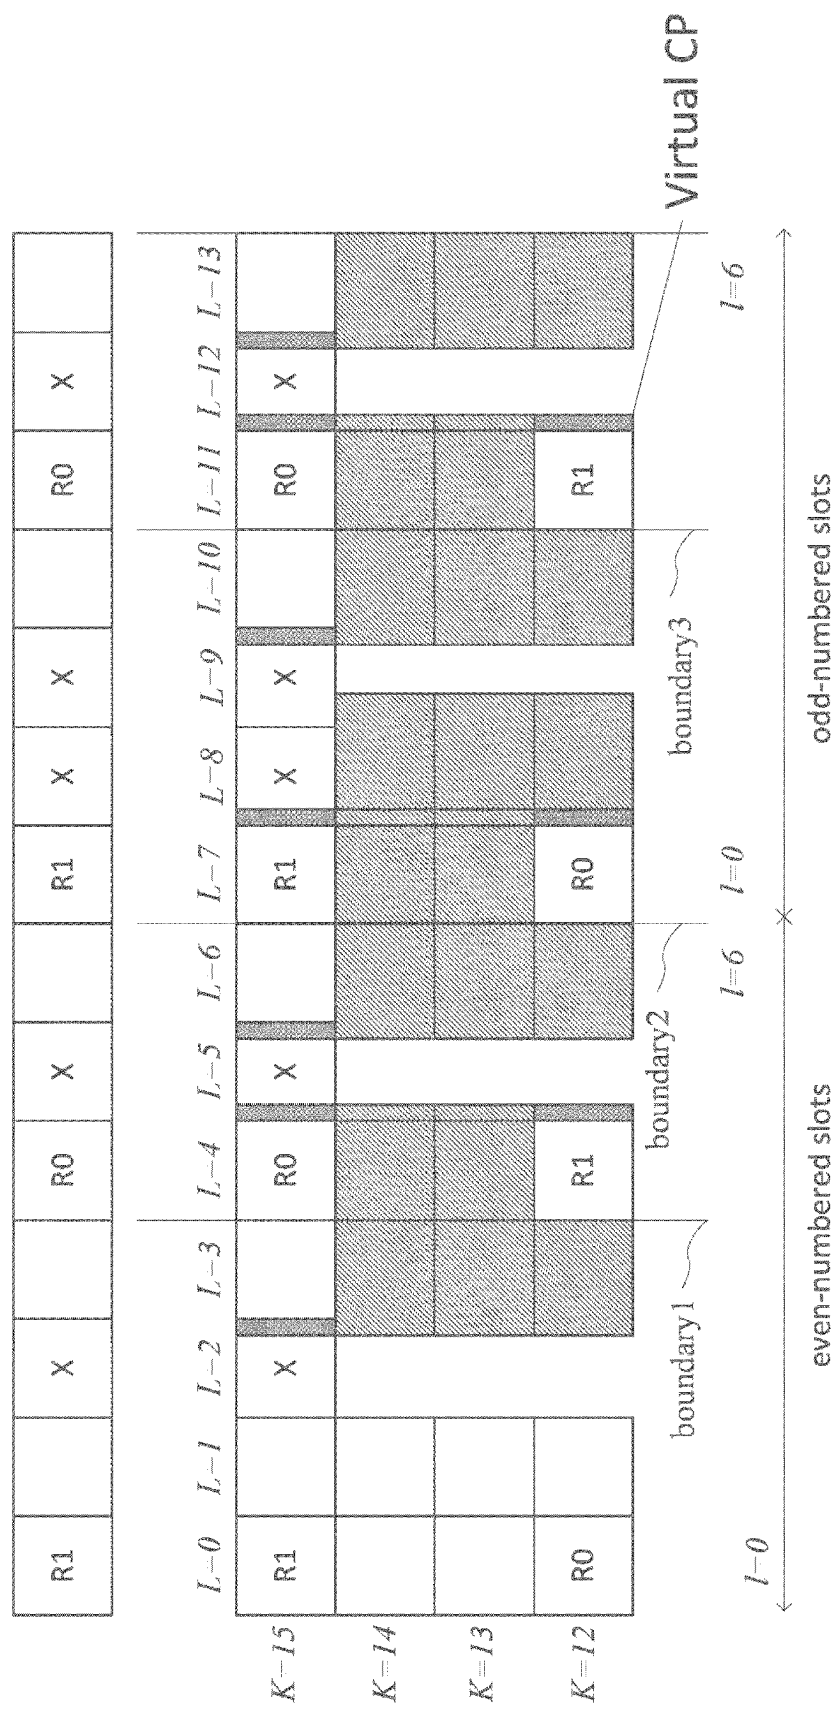 R1 X R0 X R1 X X R0 X
L=0 L=1 L=2 L=3 L=4 L=5 L=6 L=7 L=8 L=9 L=10 L=11 L=12 L=13
K=15 R1 X R0 X R1 X X R0 X
K=14
K=13
K=12 R0 R1 R0 R1
boundary1 boundary2 boundary3 Virtual CP
l=0 l=6 l=0 l=6
even-numbered slots odd-numbered slots